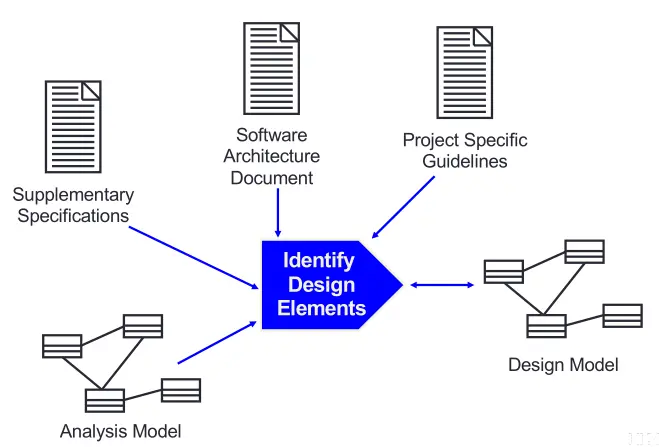 Software
Architecture
Document
Project Specific
Guidelines
Supplementary
Specifications
Identify
Design
Elements
Design Model
Analysis Model